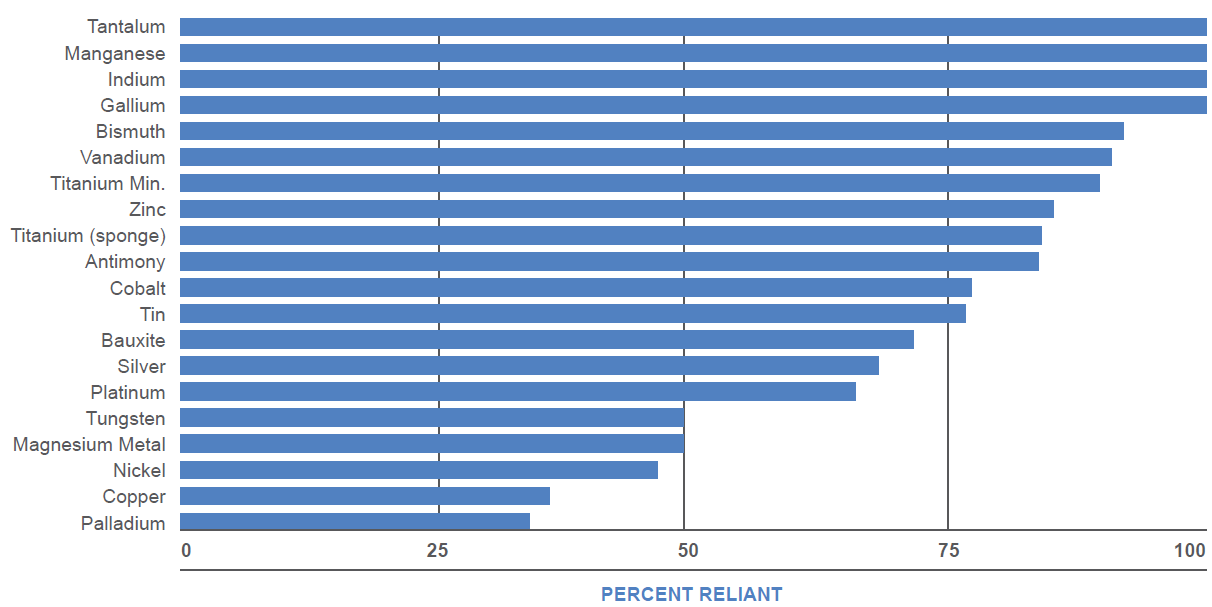 Tantalum
Manganese
Indium
Gallium
Bismuth
Vanadium
Titanium Min.
Zinc
Titanium (sponge)
Antimony
Cobalt
Tin
Bauxite
Silver
Platinum
Tungsten
Magnesium Metal
Nickel
Copper
Palladium
0 25 50 75 100
PERCENT RELIANT